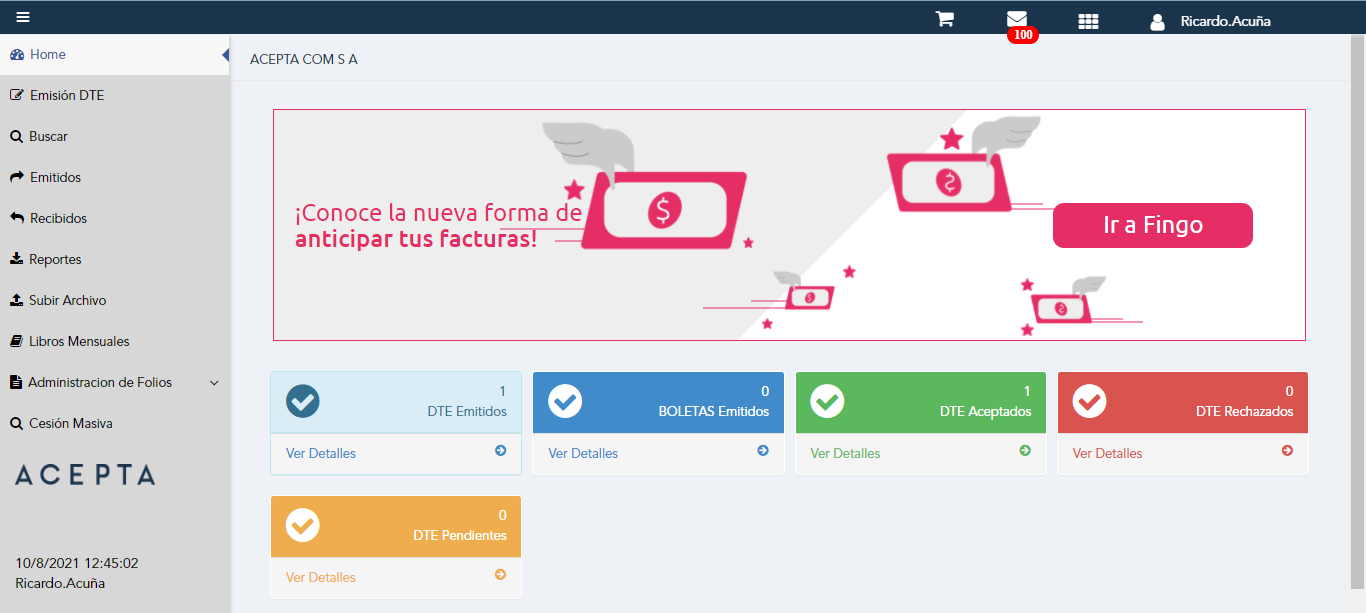 100
Ricardo.Acuña
Home
Emisión DTE
Buscar
Emitidos
Recibidos
Reportes
Subir Archivo
Libros Mensuales
Administracion de Folios
Cesión Masiva
ACEPTA
10/8/2021 12:45:02
Ricardo.Acuña
ACEPTA COM S A
¡Conoce la nueva forma de
anticipar tus facturas!
$
$
$
$
Ir a Fingo
1
DTE Emitidos
Ver Detalles
0
BOLETAS Emitidos
Ver Detalles
1
DTE Aceptados
Ver Detalles
0
DTE Rechazados
Ver Detalles
0
DTE Pendientes
Ver Detalles